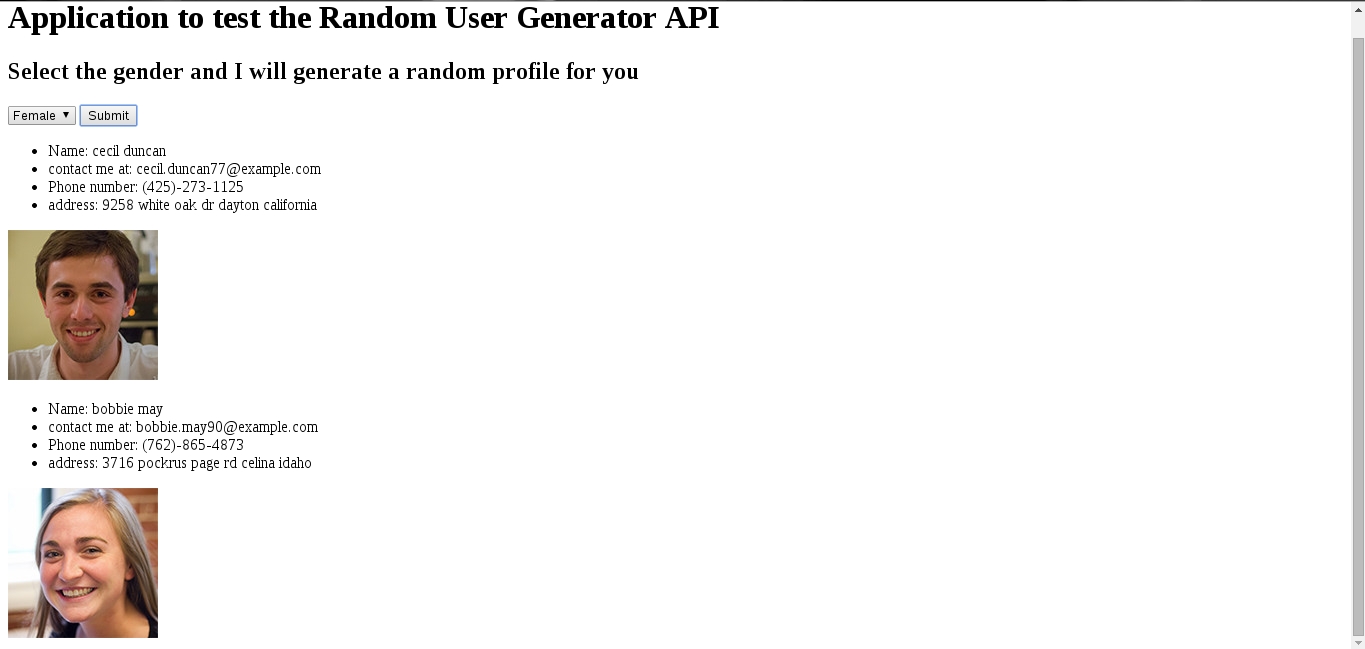 Application to test the Random User Generator API
Select the gender and I will generate a random profile for you
Female Submit
Name: cecil duncan
contact me at: cecil.duncan77@example.com
Phone number: (425)-273-1125
address: 9258 white oak dr dayton california
Name: bobbie may
contact me at: bobbie.may90@example.com
Phone number: (762)-865-4873
address: 3716 pockrus page rd celina idaho